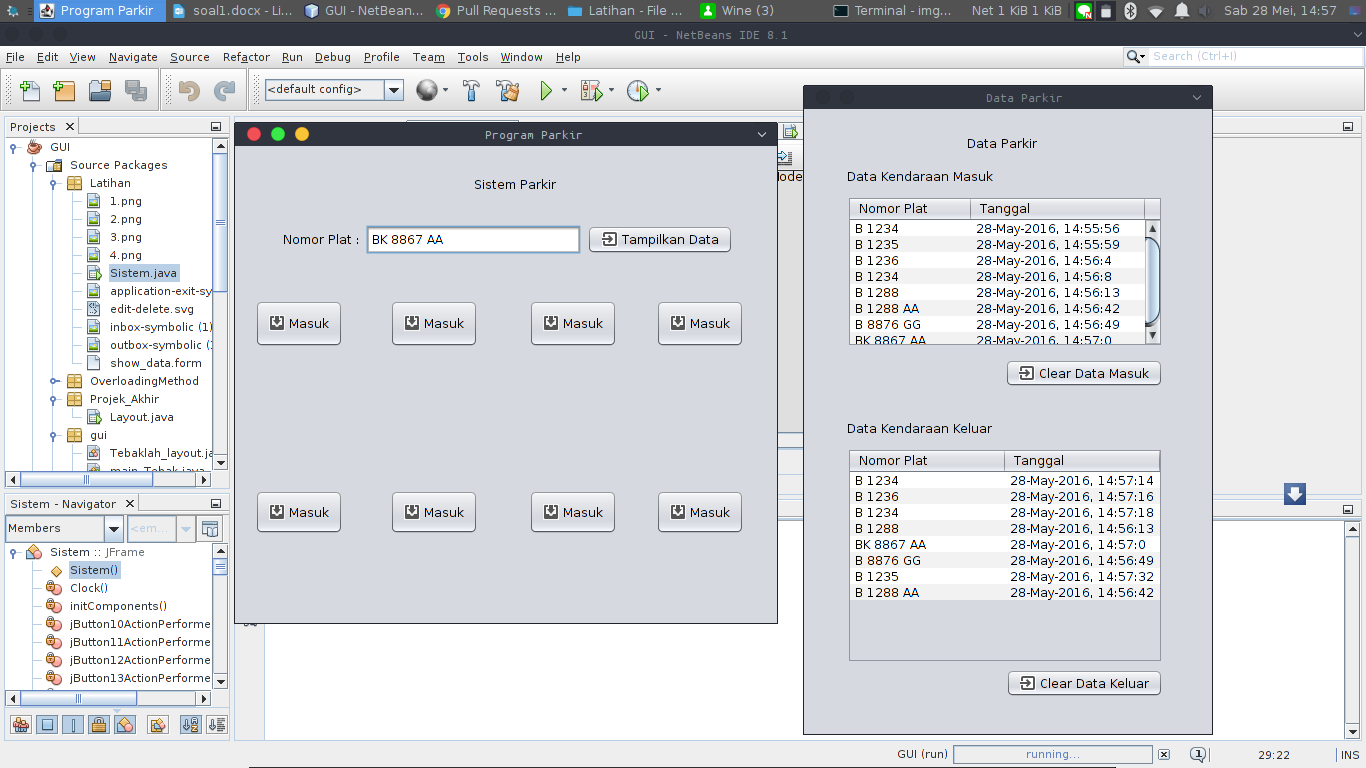 Program Parkir soal1.docx - Li... GUI - NetBean... Pull Requests ... Latihan - File ... Wine (3) Terminal - img... Net 1 KiB 1 KiB Sab 28 Mei, 14:57
GUI - NetBeans IDE 8.1
File Edit View Navigate Source Refactor Run Debug Profile Team Tools Window Help Search (Ctrl+I)
<default config>
Projects
GUI
Source Packages
Latihan
1.png
2.png
3.png
4.png
Sistem.java
application-exit-sy
edit-delete.svg
inbox-symbolic (1)
outbox-symbolic (
show_data.form
OverloadingMethod
Projek_Akhir
Layout.java
gui
Tebaklah_layout.ja
main_Tebak.java
Sistem - Navigator
Members <em...
Sistem :: JFrame
Sistem()
Clock()
initComponents()
jButton10ActionPerforme
jButton11ActionPerforme
jButton12ActionPerforme
jButton13ActionPerforme
Program Parkir
Sistem Parkir
Nomor Plat : BK 8867 AA Tampilkan Data
Masuk Masuk Masuk Masuk
Masuk Masuk Masuk Masuk
Data Parkir
Data Parkir
Data Kendaraan Masuk
Nomor Plat Tanggal
B 1234 28-May-2016, 14:55:56
B 1235 28-May-2016, 14:55:59
B 1236 28-May-2016, 14:56:4
B 1234 28-May-2016, 14:56:8
B 1288 28-May-2016, 14:56:13
B 1288 AA 28-May-2016, 14:56:42
B 8876 GG 28-May-2016, 14:56:49
BK 8867 AA 28-May-2016, 14:57:0
Clear Data Masuk
Data Kendaraan Keluar
Nomor Plat Tanggal
B 1234 28-May-2016, 14:57:14
B 1236 28-May-2016, 14:57:16
B 1234 28-May-2016, 14:57:18
B 1288 28-May-2016, 14:56:13
BK 8867 AA 28-May-2016, 14:57:0
B 8876 GG 28-May-2016, 14:56:49
B 1235 28-May-2016, 14:57:32
B 1288 AA 28-May-2016, 14:56:42
Clear Data Keluar
GUI (run) running... 1 29:22 INS